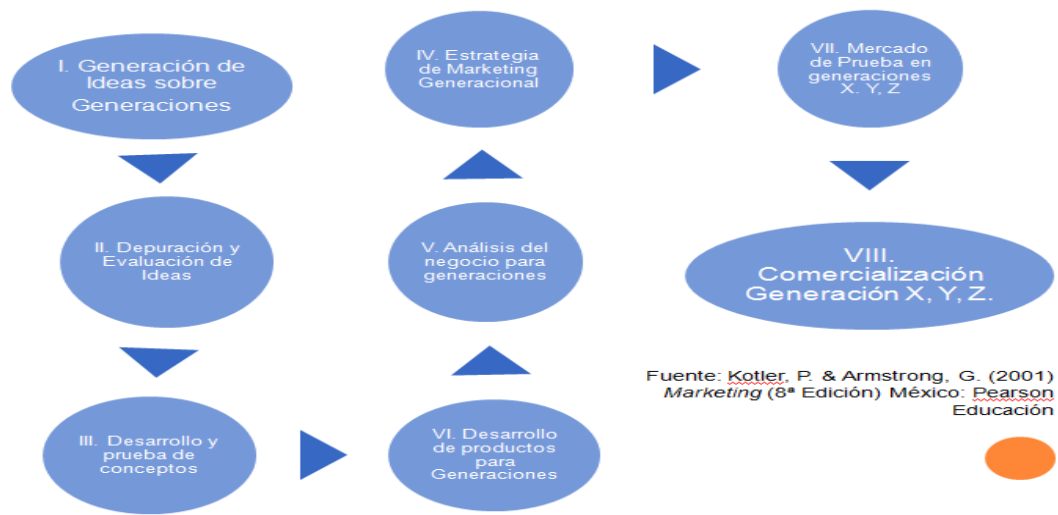 I. Generación de
Ideas sobre
Generaciones
II. Depuración y
Evaluación de
Ideas
III. Desarrollo y
prueba de
conceptos
IV. Estrategia
de Marketing
Generacional
V. Análisis del
negocio para
generaciones
VI. Desarrollo
de productos
para
Generaciones
VII. Mercado
de Prueba en
generaciones
X. Y, Z
VIII.
Comercialización
Generación X, Y, Z.
Fuente: Kotler, P. & Armstrong, G. (2001)
Marketing (8ª Edición) México: Pearson
Educación